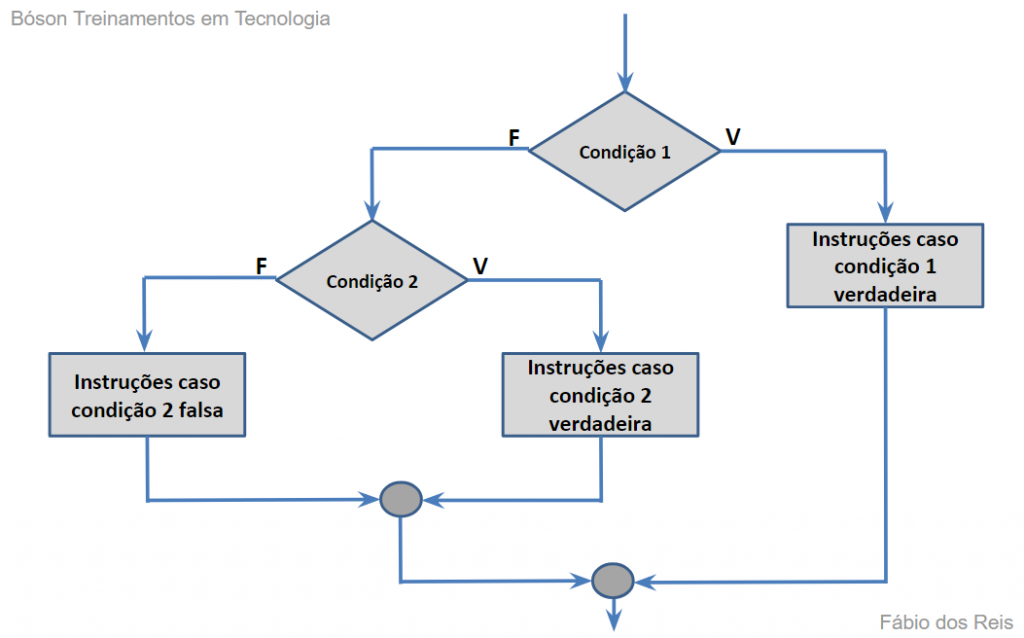 Bóson Treinamentos em Tecnologia
F
V
Condição 1
Instruções caso
condição 1
verdadeira
F
V
Condição 2
Instruções caso
condição 2 falsa
Instruções caso
condição 2
verdadeira
Fábio dos Reis